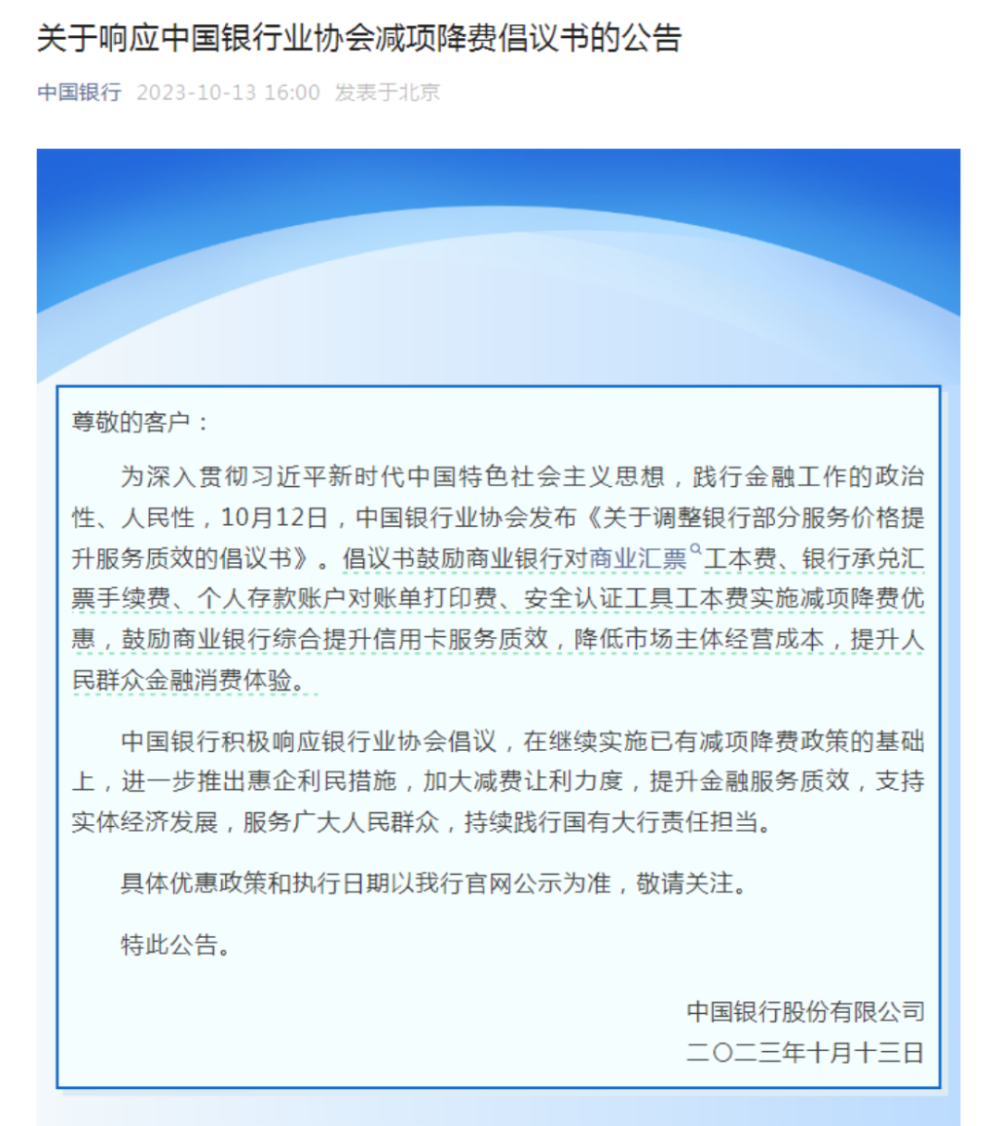 关于响应中国银行业协会减项降费倡议书的公告
中国银行 2023-10-13 16:00 发表于北京
尊敬的客户：
为深入贯彻习近平新时代中国特色社会主义思想，践行金融工作的政治
性、人民性，10月12日，中国银行业协会发布《关于调整银行部分服务价格提
升服务质效的倡议书》。倡议书鼓励商业银行对商业汇票工本费、银行承兑汇
票手续费、个人存款账户对账单打印费、安全认证工具工本费实施减项降费优
惠，鼓励商业银行综合提升信用卡服务质效，降低市场主体经营成本，提升人
民群众金融消费体验。
中国银行积极响应银行业协会倡议，在继续实施已有减项降费政策的基础
上，进一步推出惠企利民措施，加大减费让利力度，提升金融服务质效，支持
实体经济发展，服务广大人民群众，持续践行国有大行责任担当。
具体优惠政策和执行日期以我行官网公示为准，敬请关注。
特此公告。
中国银行股份有限公司
二〇二三年十月十三日